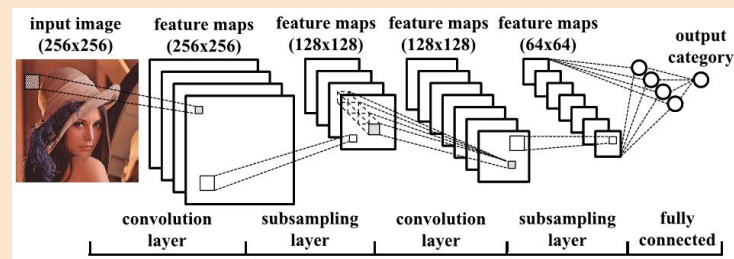 input image
(256x256)
feature maps
(256x256)
feature maps
(128x128)
feature maps
(128x128)
feature maps
(64x64)
output
category
convolution
layer
subsampling
layer
convolution
layer
subsampling
layer
fully
connected